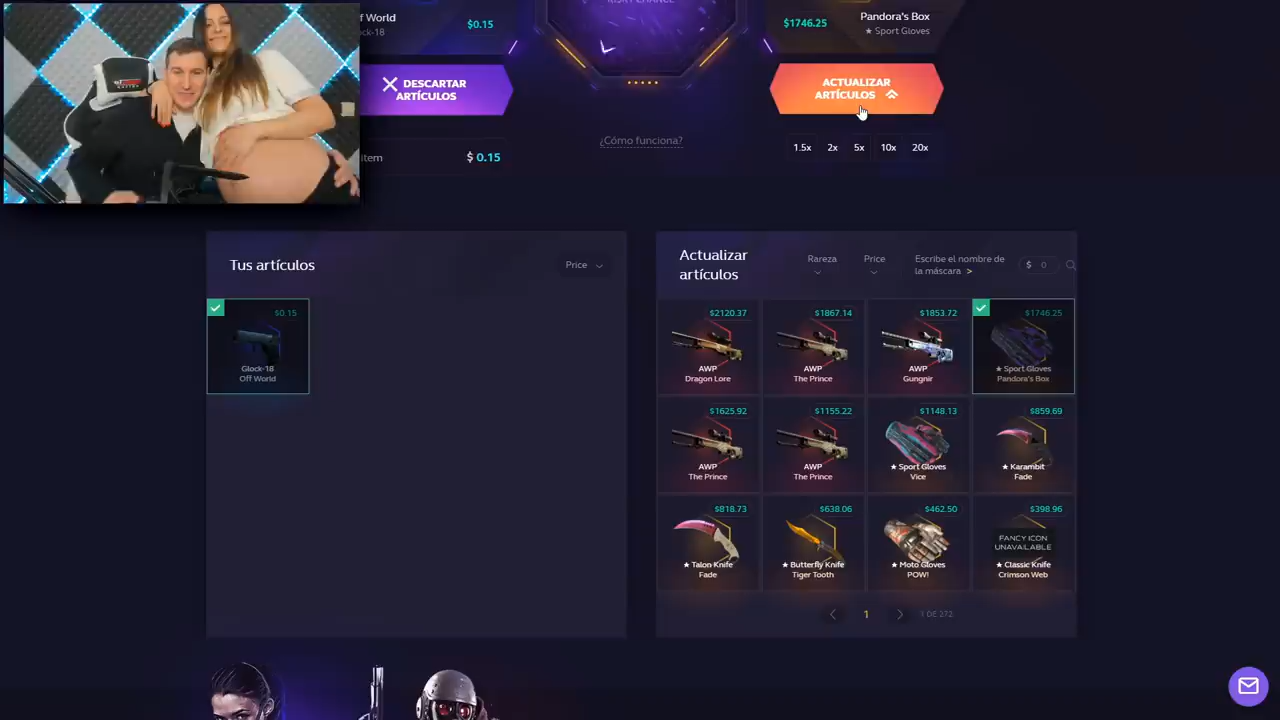 f World
ck-18
$0.15
RISKY CHANCE
$1746.25
Pandora's Box
★ Sport Gloves
DESCARTAR
ARTÍCULOS
ACTUALIZAR
ARTÍCULOS
item
$ 0.15
¿Cómo funciona?
1.5x 2x 5x 10x 20x
Tus artículos
Price
Actualizar
artículos
Rareza
Price
Escribe el nombre de
la máscara >
$ 0
$0.15
Glock-18
Off World
$2120.37
AWP
Dragon Lore
$1867.14
AWP
The Prince
$1853.72
AWP
Gungnir
$1746.25
★ Sport Gloves
Pandora's Box
$1625.92
AWP
The Prince
$1155.22
AWP
The Prince
$1148.13
★ Sport Gloves
Vice
$859.69
★ Karambit
Fade
$818.73
★ Talon Knife
Fade
$638.06
★ Butterfly Knife
Tiger Tooth
$462.50
★ Moto Gloves
POW!
$398.96
FANCY ICON
UNAVAILABLE
★ Classic Knife
Crimson Web
1
1 DE 272